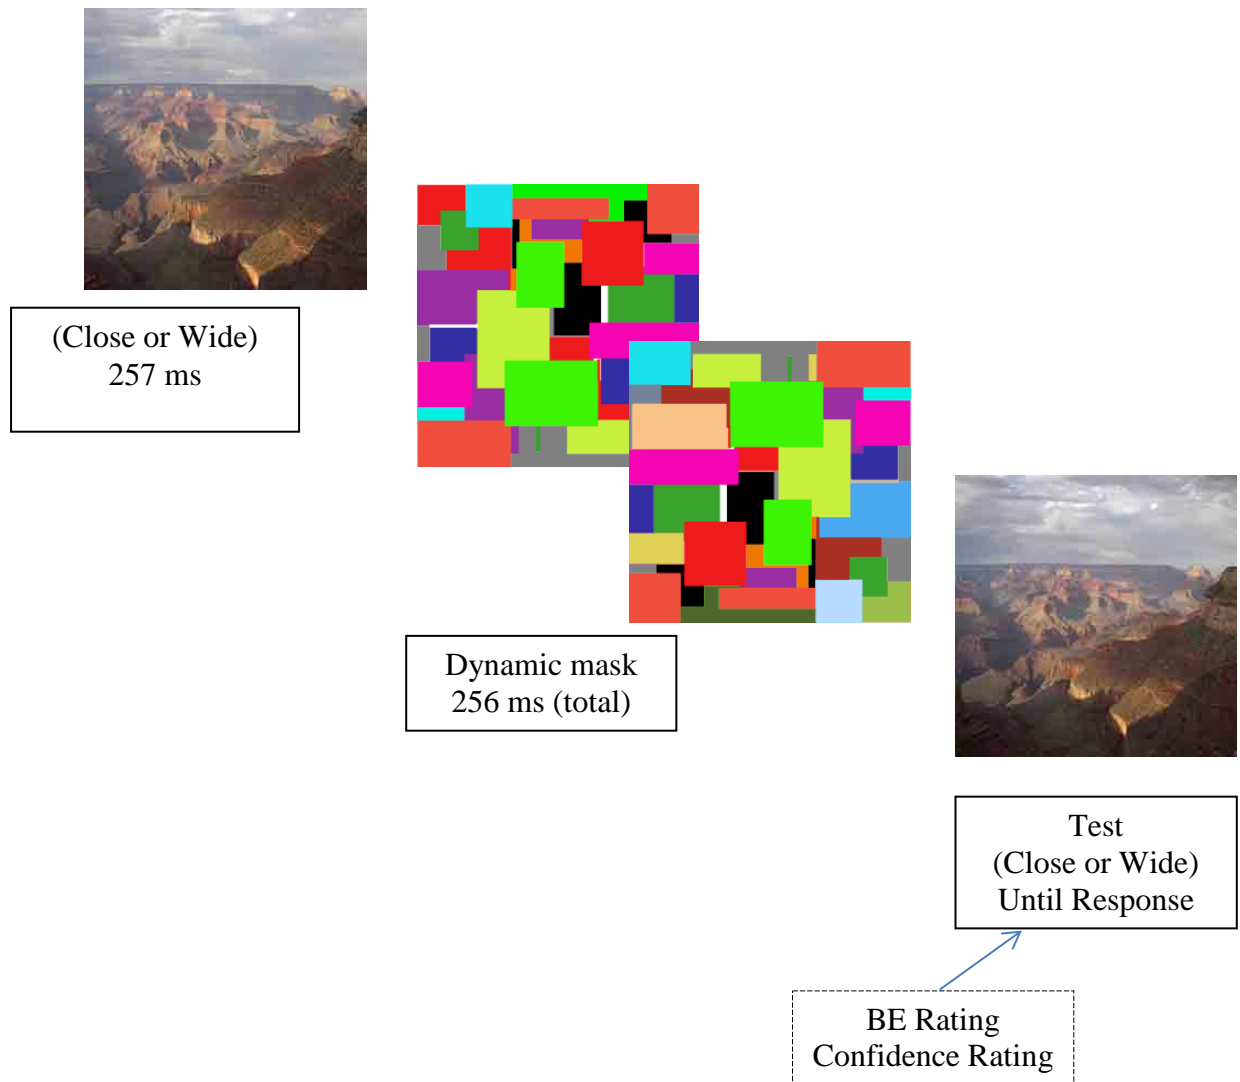 (Close or Wide)
257 ms
Dynamic mask
256 ms (total)
Test
(Close or Wide)
Until Response
BE Rating
Confidence Rating